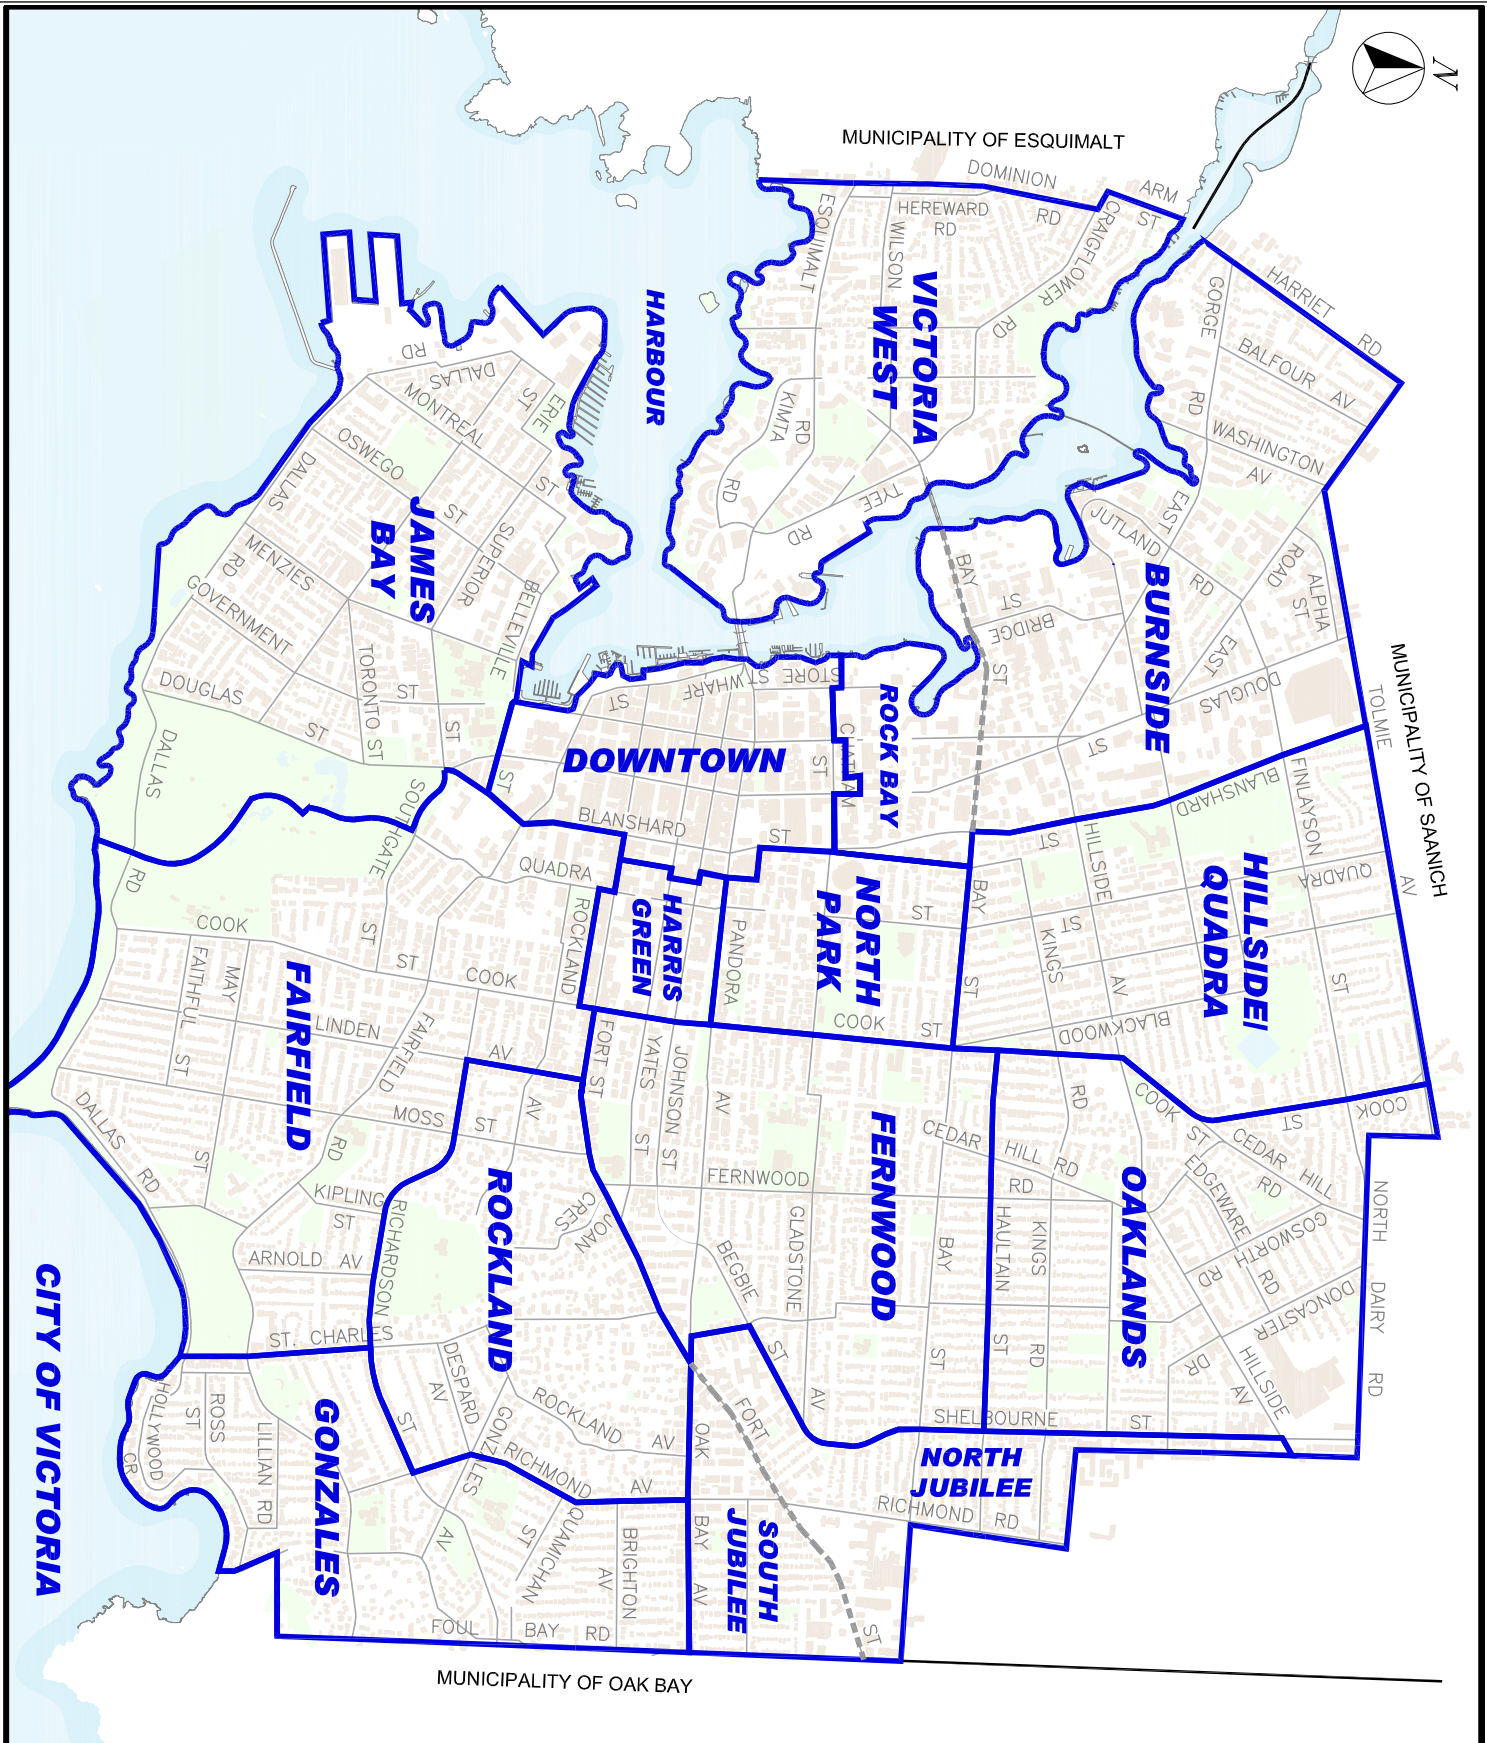 N
MUNICIPALITY OF ESQUIMALT
DOMINION
RD
ARM
ST
HEREWARD
RD
CRAIGFLOWER
RD
ESQUIMALT
WILSON
VICTORIA
WEST
KIMTA
RD
RD
TYEE
RD
HARBOUR
GORGE
RD
EAST
HARRIET
RD
BALFOUR
AV
WASHINGTON
AV
JUTLAND
RD
ROAD
EAST
ALPHA
ST
BURNSIDE
DOUGLAS
ST
BAY
ST
BRIDGE
ST
TOLMIE
AV
MUNICIPALITY OF SAANICH
DALLAS
RD
DALLAS
MONTREAL
ST
ERIE
ST
OSWEGO
ST
SUPERIOR
DALLAS
RD
MENZIES
ST
GOVERNMENT
ST
JAMES
BAY
BELLEVILLE
ST
TORONTO ST
DOUGLAS
ST
DALLAS
RD
SOUTHGATE
ST
STORE
ST
WHARF
ST
DOWNTOWN
CHATHAM
ST
ROCK BAY
BLANSHARD
ST
BLANSHARD
ST
FINLAYSON
ST
HILLSIDE
AV
QUADRA
ST
HILLSIDE/
QUADRA
KINGS
RD
BLACKWOOD
BAY
ST
QUADRA
ST
NORTH
PARK
HARRIS
GREEN
PANDORA
AV
ROCKLAND
AV
COOK
ST
COOK
ST
COOK
ST
COOK
ST
COOK
FAITHFUL
ST
MAY
ST
LINDEN
AV
FAIRFIELD
RD
FAIRFIELD
FORT ST
YATES
ST
JOHNSON ST
MOSS
ST
DALLAS
RD
KIPLING
ST
RICHARDSON
ST
ARNOLD AV
ST. CHARLES
ROCKLAND
JOAN
CRES
FERNWOOD
RD
FERNWOOD
CEDAR
HILL RD
GLADSTONE
AV
BEGBIE
ST
BAY
ST
HAULTAIN
ST
KINGS
RD
OAKLANDS
CEDAR
HILL
RD
EDGEWARE
RD
GOSWORTH
RD
DONCASTER
DR
HILLSIDE
AV
NORTH
DAIRY
RD
SHELBOURNE
ST
NORTH
JUBILEE
RICHMOND
RD
FORT
ST
OAK
BAY
AV
SOUTH
JUBILEE
DESPARD
AV
ROCKLAND
AV
GONZALES
AV
RICHMOND
AV
QUAMICHAN
ST
BRIGHTON
AV
FOUL
BAY
RD
GONZALES
LILLIAN RD
ROSS
ST
HOLLYWOOD
CR
CITY OF VICTORIA
MUNICIPALITY OF OAK BAY